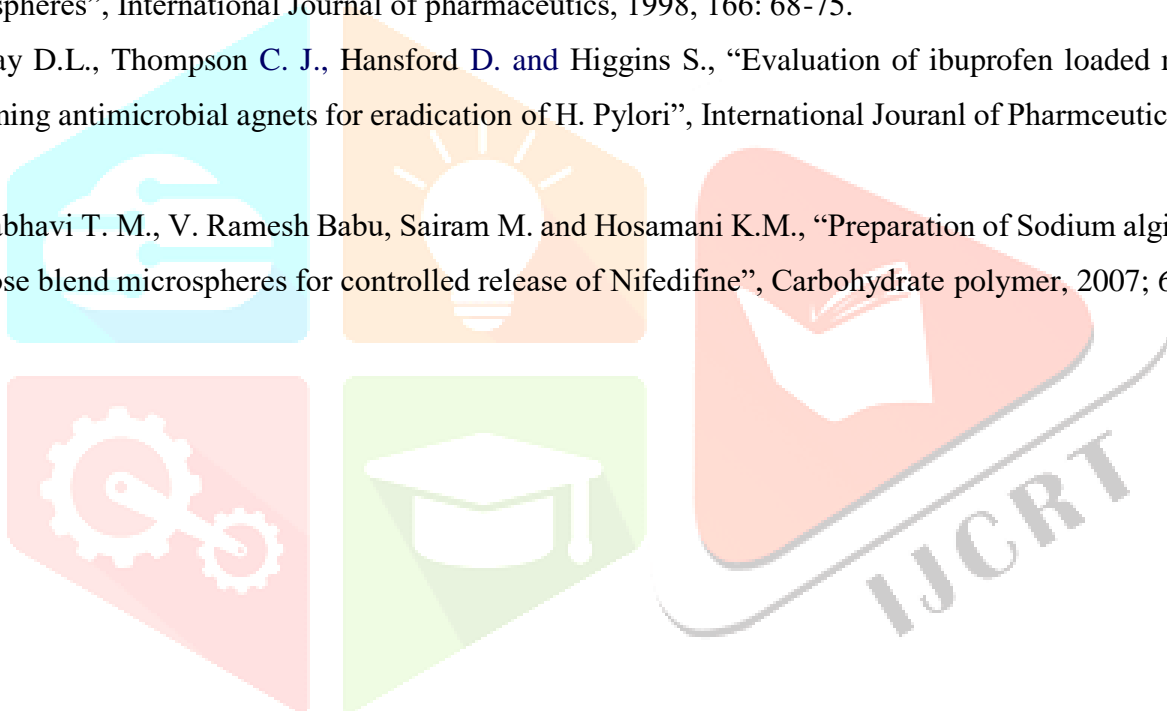 spheres”, International Journal of pharmaceutics, 1998, 166: 68-75.
ay D.L., Thompson C. J., Hansford D. and Higgins S., “Evaluation of ibuprofen loaded
ning antimicrobial agnets for eradication of H. Pylori”, International Jouranl of Pharmceutic
bhavi T. M., V. Ramesh Babu, Sairam M. and Hosamani K.M., “Preparation of Sodium algi
ose blend microspheres for controlled release of Nifedifine”, Carbohydrate polymer, 2007; 6
IJCRT